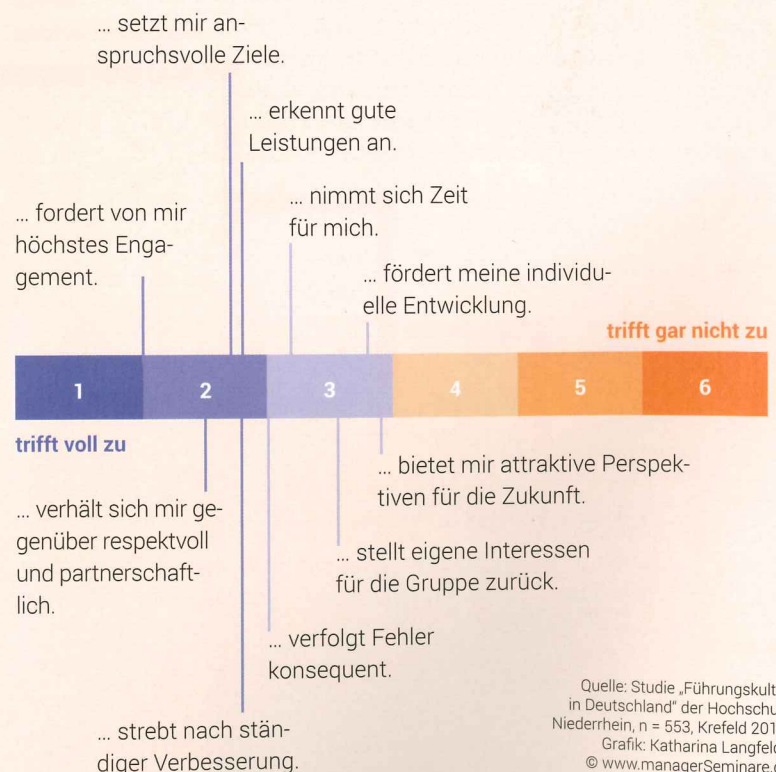 ... setzt mir an-
spruchsvolle Ziele.
... erkennt gute
Leistungen an.
... nimmt sich Zeit
für mich.
... fordert von mir
höchstes Enga-
gement.
... fördert meine individu-
elle Entwicklung.
trifft gar nicht zu
1 2 3 4 5 6
trifft voll zu
... bietet mir attraktive Perspek-
tiven für die Zukunft.
... verhält sich mir ge-
genüber respektvoll
und partnerschaft-
lich.
... stellt eigene Interessen
für die Gruppe zurück.
... verfolgt Fehler
konsequent.
... strebt nach stän-
diger Verbesserung.
Quelle: Studie „Führungskult
in Deutschland" der Hochschu
Niederrhein, n = 553, Krefeld 201
Grafik: Katharina Langfeld
© www.managerSeminare.d